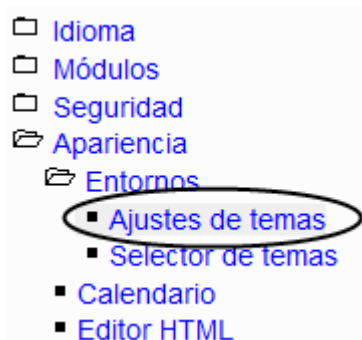 Idioma
Módulos
Seguridad
Apariencia
Entornos
Ajustes de temas
Selector de temas
Calendario
Editor HTML